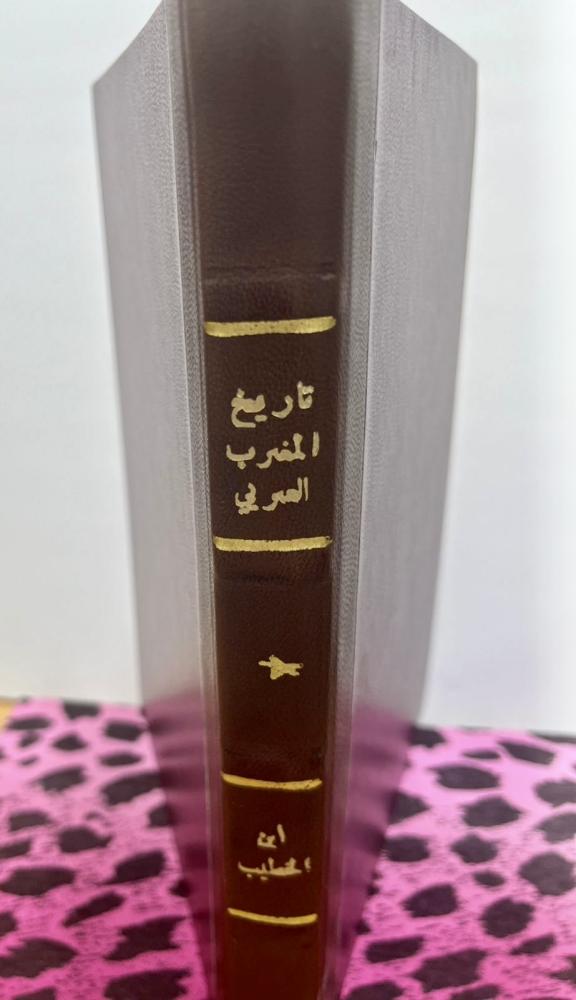 تاريخ
المغرب
العربي
ابن
الخطيب